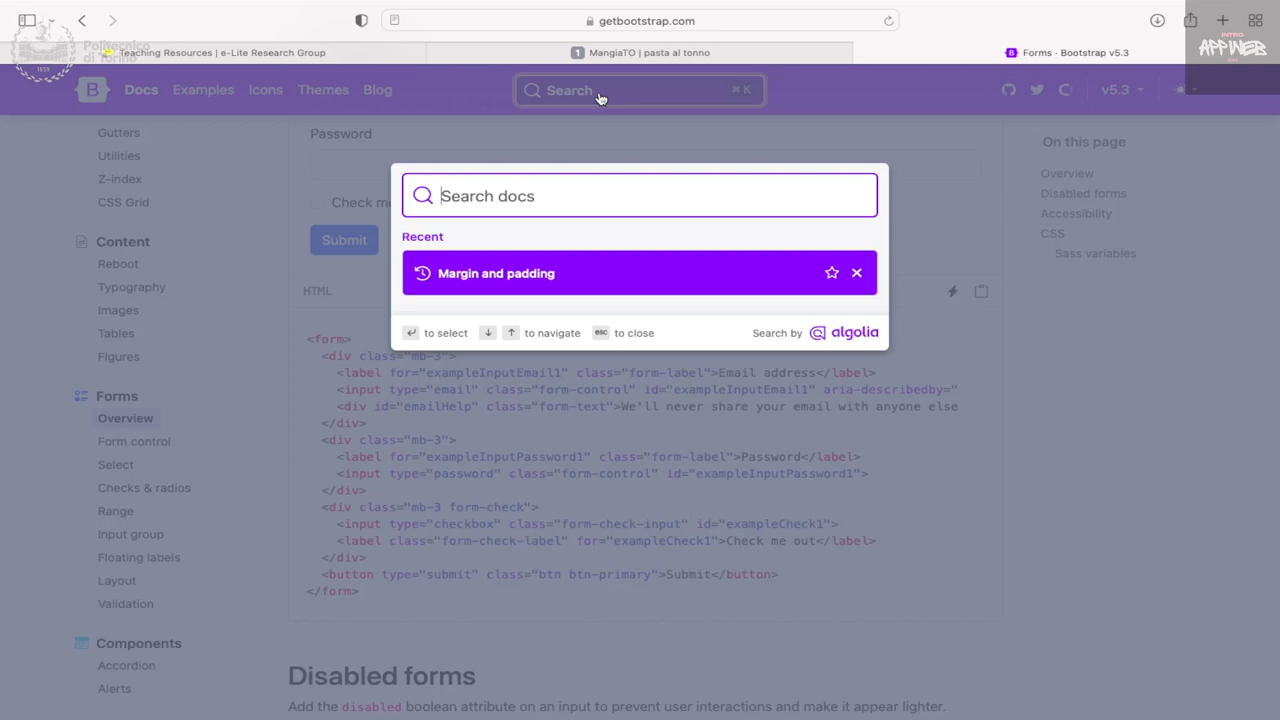 getbootstrap.com
Politecnico
di Torino
1859
Teaching Resources | e-Lite Research Group
1 MangiaTO | pasta al tonno
Forms · Bootstrap v5.3
INTRO
APP WEB
B Docs Examples Icons Themes Blog
Search ⌘ K
v5.3
Gutters
Utilities
Z-index
CSS Grid
Content
Reboot
Typography
Images
Tables
Figures
Forms
Overview
Form control
Select
Checks & radios
Range
Input group
Floating labels
Layout
Validation
Components
Accordion
Alerts
Password
Check me
Submit
Search docs
Recent
Margin and padding
to select to navigate esc to close Search by algolia
HTML
<form>
<div class="mb-3">
<label for="exampleInputEmail1" class="form-label">Email address</label>
<input type="email" class="form-control" id="exampleInputEmail1" aria-describedby="
<div id="emailHelp" class="form-text">We'll never share your email with anyone else
</div>
<div class="mb-3">
<label for="exampleInputPassword1" class="form-label">Password</label>
<input type="password" class="form-control" id="exampleInputPassword1">
</div>
<div class="mb-3 form-check">
<input type="checkbox" class="form-check-input" id="exampleCheck1">
<label class="form-check-label" for="exampleCheck1">Check me out</label>
</div>
<button type="submit" class="btn btn-primary">Submit</button>
</form>
Disabled forms
Add the disabled boolean attribute on an input to prevent user interactions and make it appear lighter.
On this page
Overview
Disabled forms
Accessibility
CSS
Sass variables